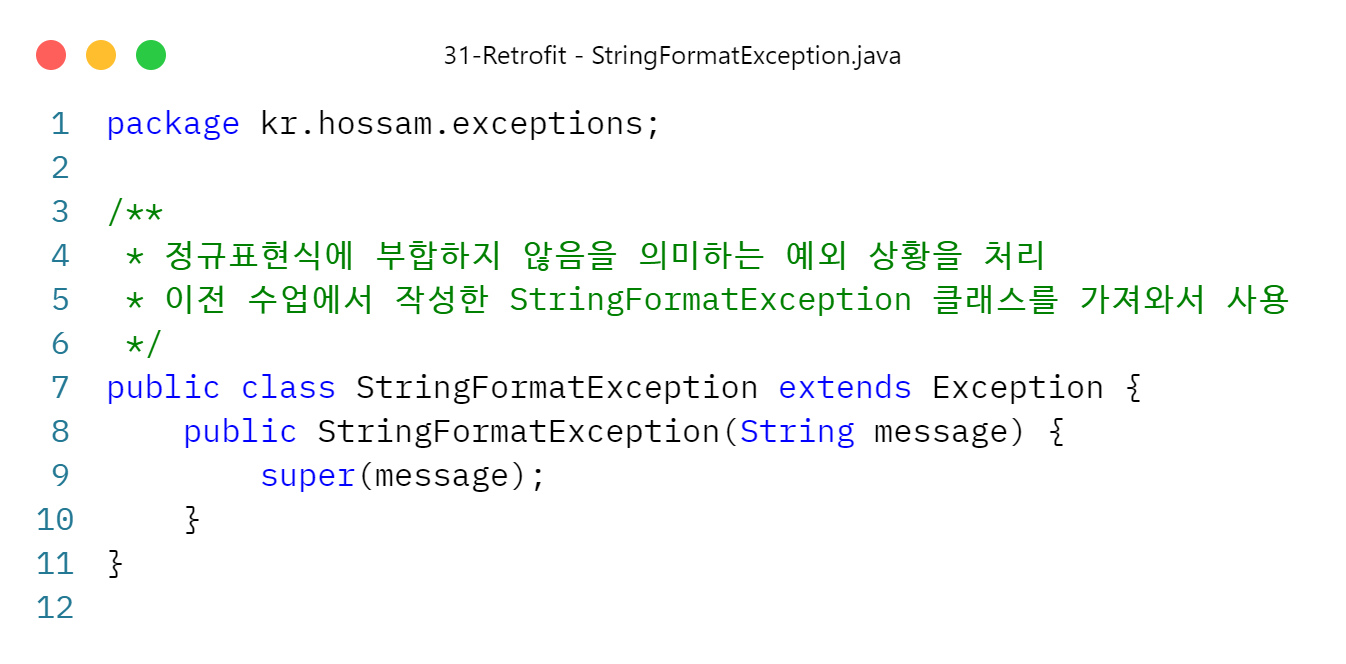 31-Retrofit - StringFormatException.java
1 package kr.hossam.exceptions;
2
3 /**
4  * 정규표현식에 부합하지 않음을 의미하는 예외 상황을 처리
5  * 이전 수업에서 작성한 StringFormatException 클래스를 가져와서 사용
6  */
7 public class StringFormatException extends Exception {
8     public StringFormatException(String message) {
9         super(message);
10     }
11 }
12